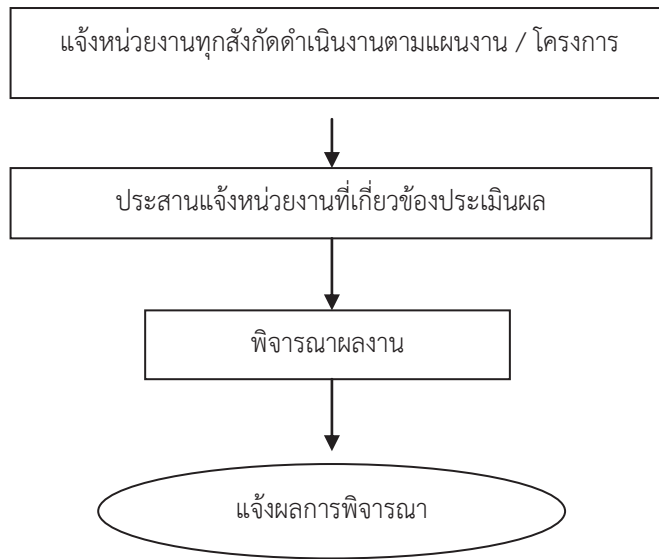 แจ้งหน่วยงานทุกสังกัดดำเนินงานตามแผนงาน / โครงการ
ประสานแจ้งหน่วยงานที่เกี่ยวข้องประเมินผล
พิจารณาผลงาน
แจ้งผลการพิจารณา